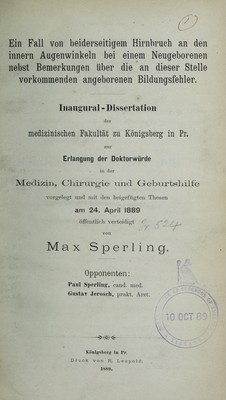 Ein Fall von beiderseitigem Hirnbruch an den
innern Augenwinkeln bei einem Neugeborenen
nebst Bemerkungen über die an dieser Stelle
vorkommenden angeborenen Bildungsfehler.
Inaugural-Dissertation
der
medizinischen Fakultät zu Königsberg in Pr.
zur
Erlangung der Doktorwürde
in der
Medizin, Chirurgie und Geburtshilfe
vorgelegt und mit den beigefügten Thesen
am 24. April 1889
öffentlich verteidigt
von
Max Sperling.
Opponenten:
Paul Sperling, cand. med.
Gustav Jerosch, prakt. Arzt.
10 OCT 89
Königsberg in Pr.
Druck von H. Leupold.
1889.